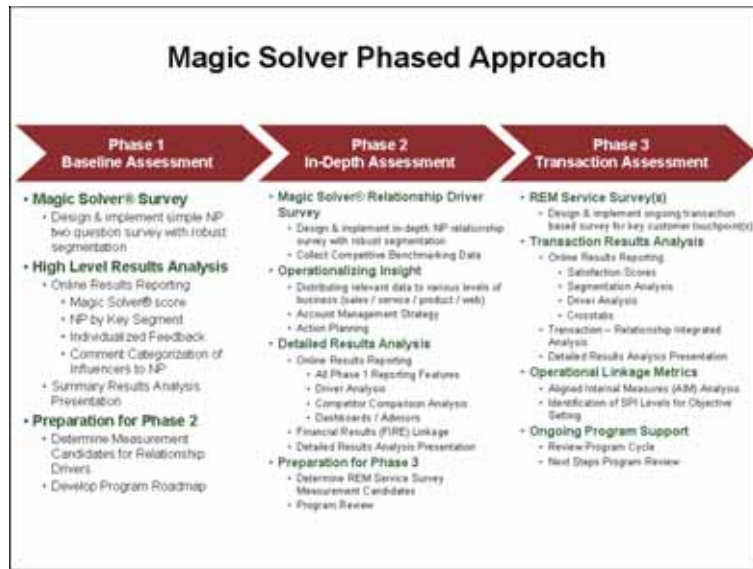 Magic Solver Phased Approach
Phase 1
Baseline Assessment
• Magic Solver® Survey
• Design & implement simple NP
two question survey with robust
segmentation
• High Level Results Analysis
• Online Results Reporting
• Magic Solver® score
• NP by Key Segment
• Individualized Feedback
• Comment Categorization of
Influencers to NP
• Summary Results Analysis
Presentation
• Preparation for Phase 2
• Determine Measurement
Candidates for Relationship
Drivers
• Develop Program Roadmap
Phase 2
In-Depth Assessment
• Magic Solver® Relationship Driver
Survey
• Design & implement in-depth NP relationship
survey with robust segmentation
• Collect Competitive Benchmarking Data
• Operationalizing Insight
• Distributing relevant data to various levels of
business (sales / service / product / web)
• Account Management Strategy
• Action Planning
• Detailed Results Analysis
• Online Results Reporting
• All Phase 1 Reporting Features
• Driver Analysis
• Competitor Comparison Analysis
• Dashboards / Advisors
• Financial Results (FIRE) Linkage
• Detailed Results Analysis Presentation
• Preparation for Phase 3
• Determine REM Service Survey
Measurement Candidates
• Program Review
Phase 3
Transaction Assessment
• REM Service Survey(s)
• Design & implement ongoing transaction
based survey for key customer touchpoint(s)
• Transaction Results Analysis
• Online Results Reporting
• Satisfaction Scores
• Segmentation Analysis
• Driver Analysis
• Crosstabs
• Transaction – Relationship Integrated
Analysis
• Detailed Results Analysis Presentation
• Operational Linkage Metrics
• Aligned Internal Measures (AIM) Analysis
• Identification of SPI Levels for Objective
Setting
• Ongoing Program Support
• Review Program Cycle
• Next Steps Program Review